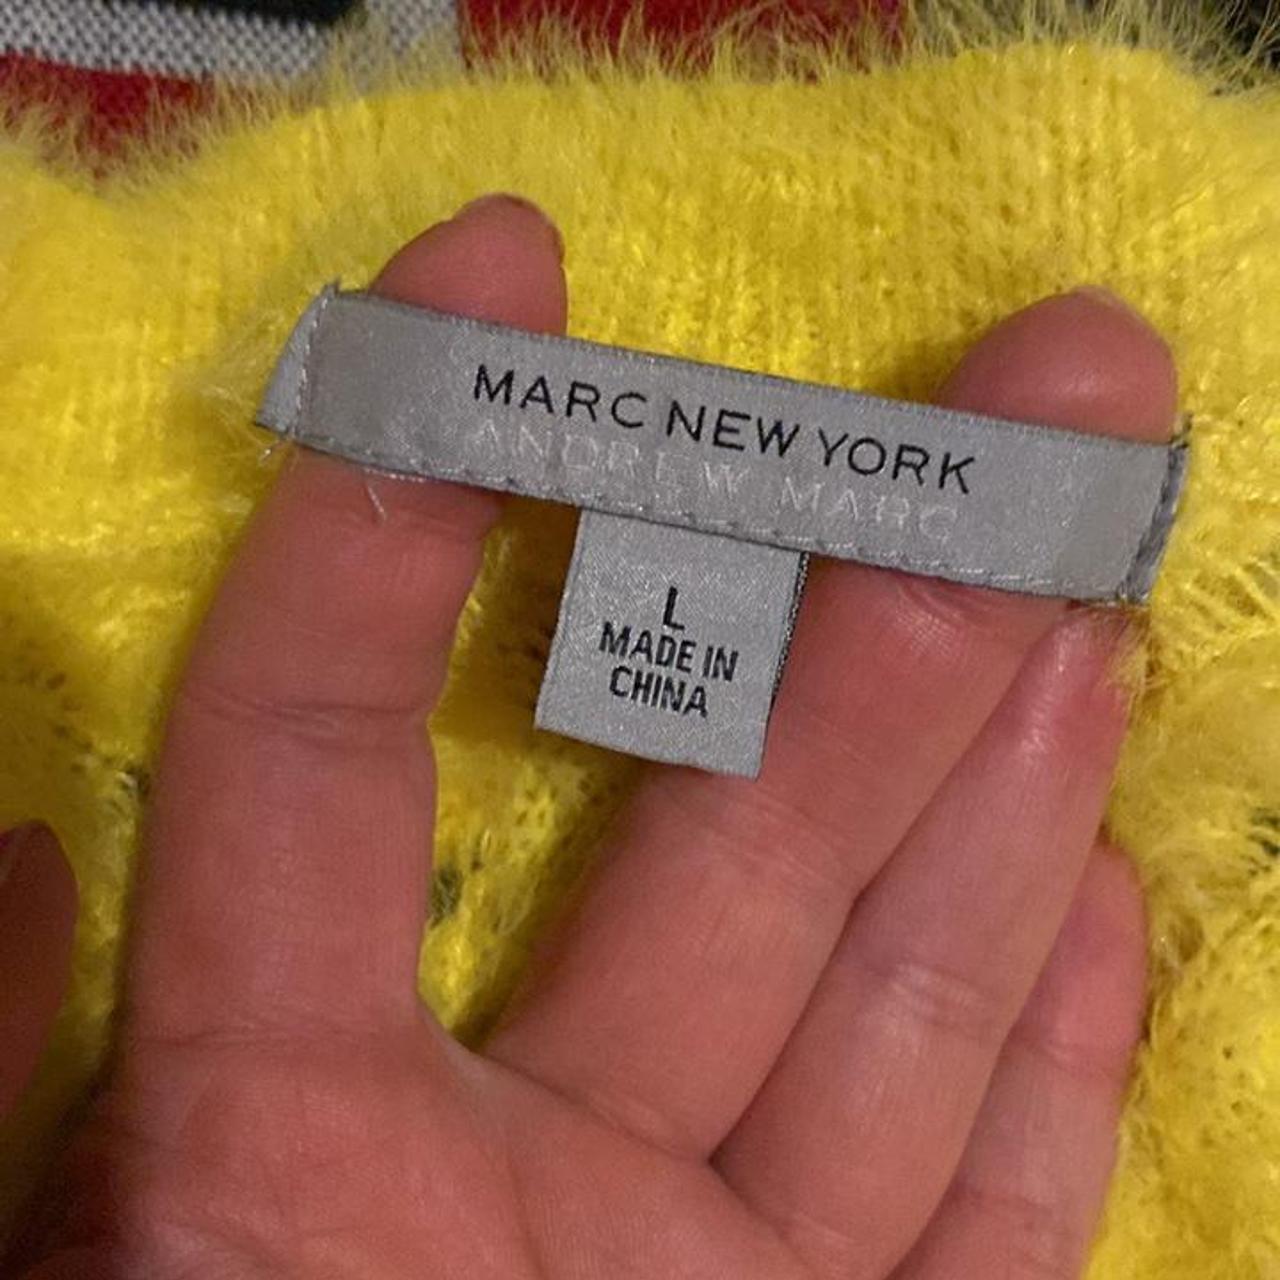 MARC NEW YORK
ANDREW MARC
L
MADE IN
CHINA